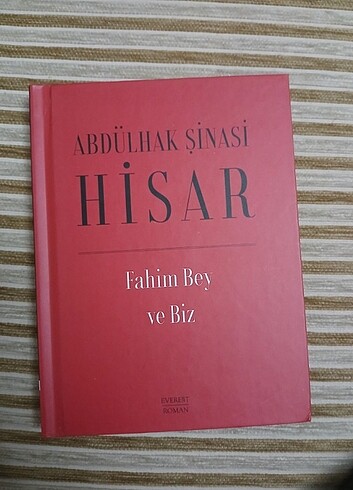 ABDÜLHAK ŞİNASİ
HİSAR
Fahim Bey
ve Biz
EVEREST
ROMAN